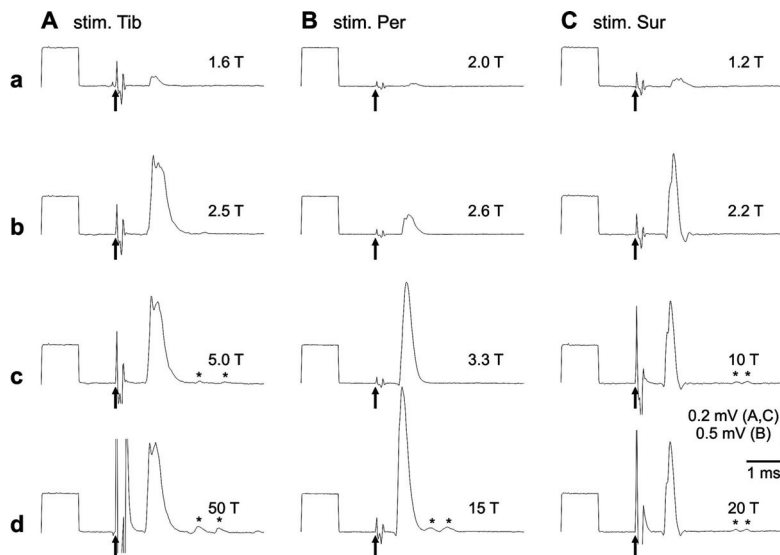 A stim. Tib
B stim. Per
C stim. Sur
a
1.6 T
2.0 T
1.2 T
b
2.5 T
2.6 T
2.2 T
c
5.0 T
* *
3.3 T
10 T
* *
0.2 mV (A,C)
0.5 mV (B)
1 ms
d
50 T
* *
15 T
* *
20 T
* *